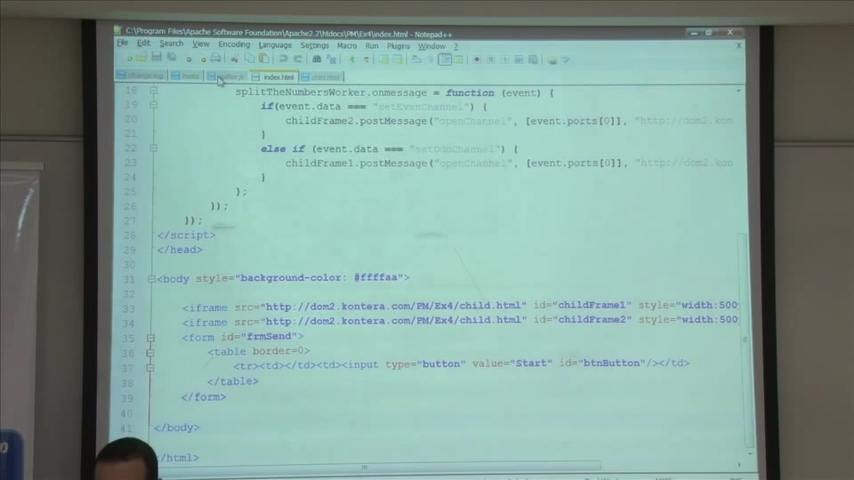 C:\Program Files\Apache Software Foundation\Apache2.2\htdocs\PM\Ex4\index.html - Notepad++
File Edit Search View Encoding Language Settings Macro Run Plugins Window ?
index.html child.html
18 splitTheNumbersWorker.onmessage = function (event) {
19 if(event.data === "setEvenChannel") {
20 childFrame2.postMessage("openChannel", [event.ports[0]], "http://dom2.kon
21 }
22 else if (event.data === "setOddChannel") {
23 childFrame1.postMessage("openChannel", [event.ports[0]], "http://dom2.kon
24 }
25 };
26 });
27 });
28 </script>
29 </head>
30
31 <body style="background-color: #ffffaa">
32
33 <iframe src="http://dom2.kontera.com/PM/Ex4/child.html" id="childFrame1" style="width:500
34 <iframe src="http://dom2.kontera.com/PM/Ex4/child.html" id="childFrame2" style="width:500
35 <form id="frmSend">
36 <table border=0>
37 <tr><td></td><td><input type="button" value="Start" id="btnButton"/></td>
38 </table>
39 </form>
40
41 </body>
</html>